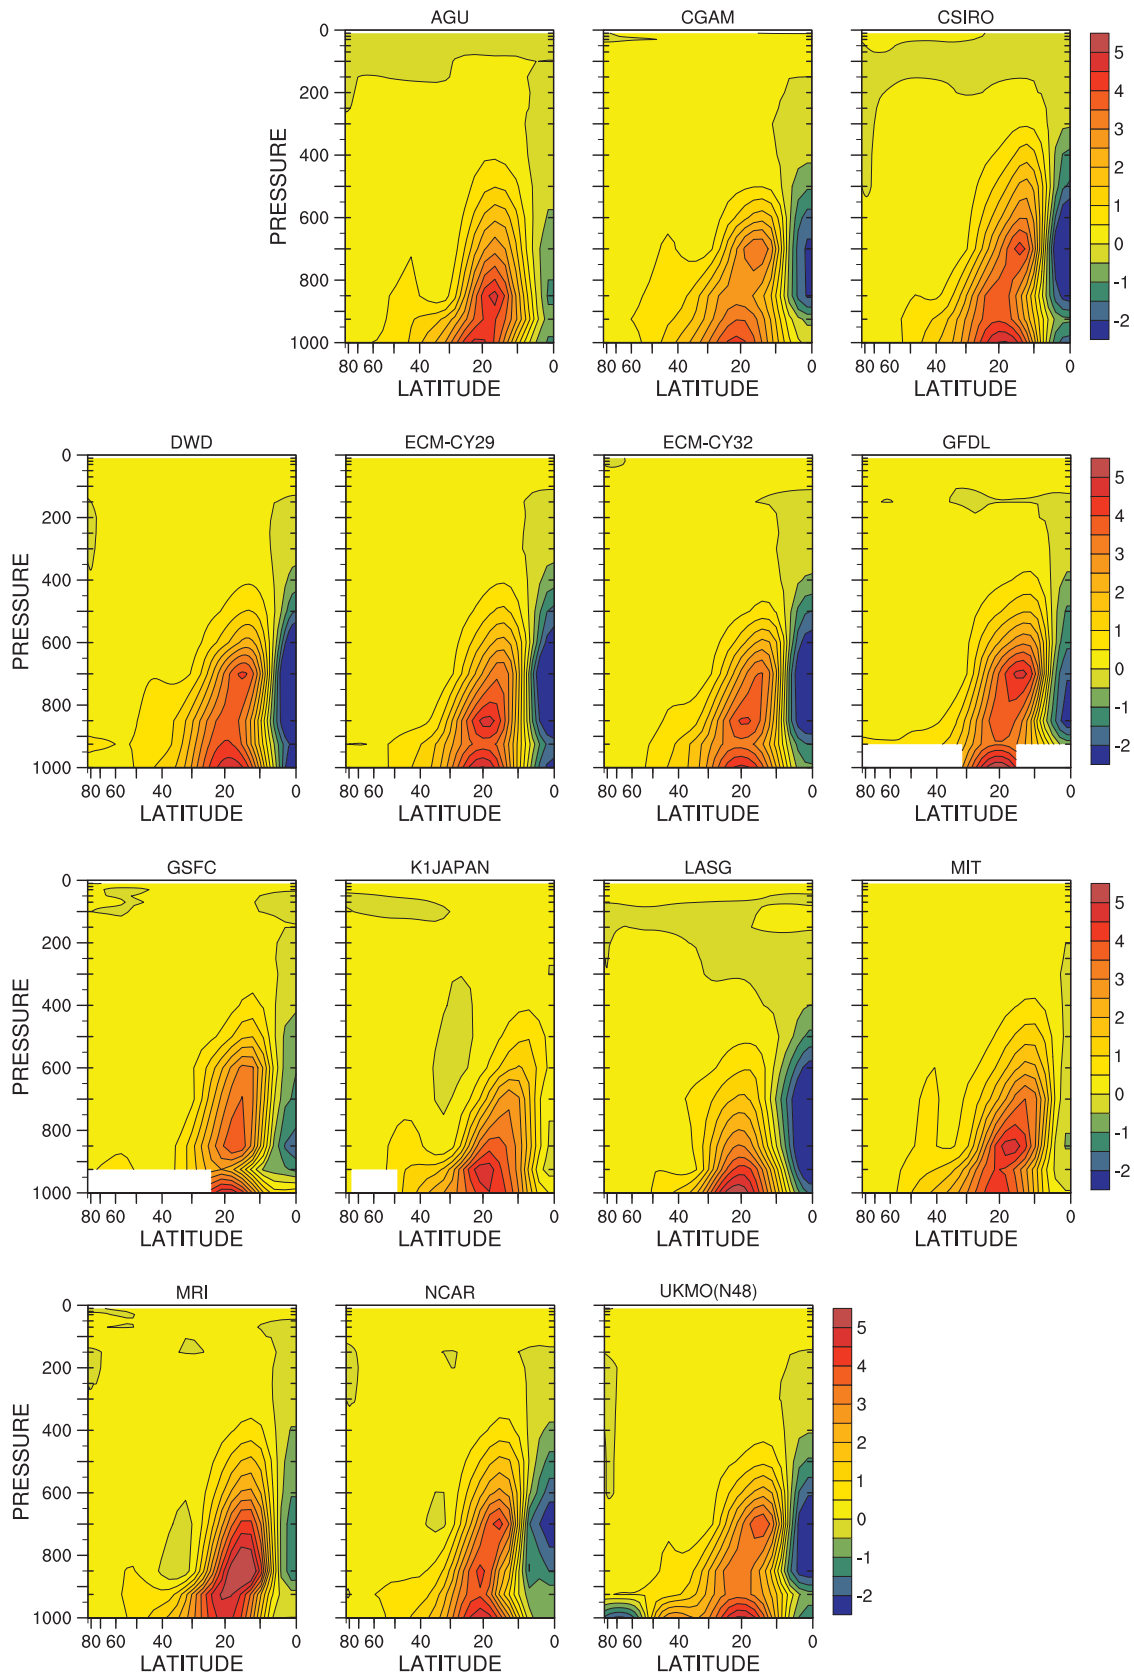 AGU CGAM CSIRO
0 5
200 4
3
PRESSURE 400 2
600 1
0
800 -1
1000 -2
80 60 40 20 0 80 60 40 20 0 80 60 40 20 0
LATITUDE LATITUDE LATITUDE
DWD ECM-CY29 ECM-CY32 GFDL
0 5
200 4
3
PRESSURE 400 2
600 1
0
800 -1
1000 -2
80 60 40 20 0 80 60 40 20 0 80 60 40 20 0 80 60 40 20 0
LATITUDE LATITUDE LATITUDE LATITUDE
GSFC K1JAPAN LASG MIT
0 5
200 4
3
PRESSURE 400 2
600 1
0
800 -1
1000 -2
80 60 40 20 0 80 60 40 20 0 80 60 40 20 0 80 60 40 20 0
LATITUDE LATITUDE LATITUDE LATITUDE
MRI NCAR UKMO(N48)
0 5
200 4
3
PRESSURE 400 2
600 1
0
800 -1
1000 -2
80 60 40 20 0 80 60 40 20 0 80 60 40 20 0
LATITUDE LATITUDE LATITUDE